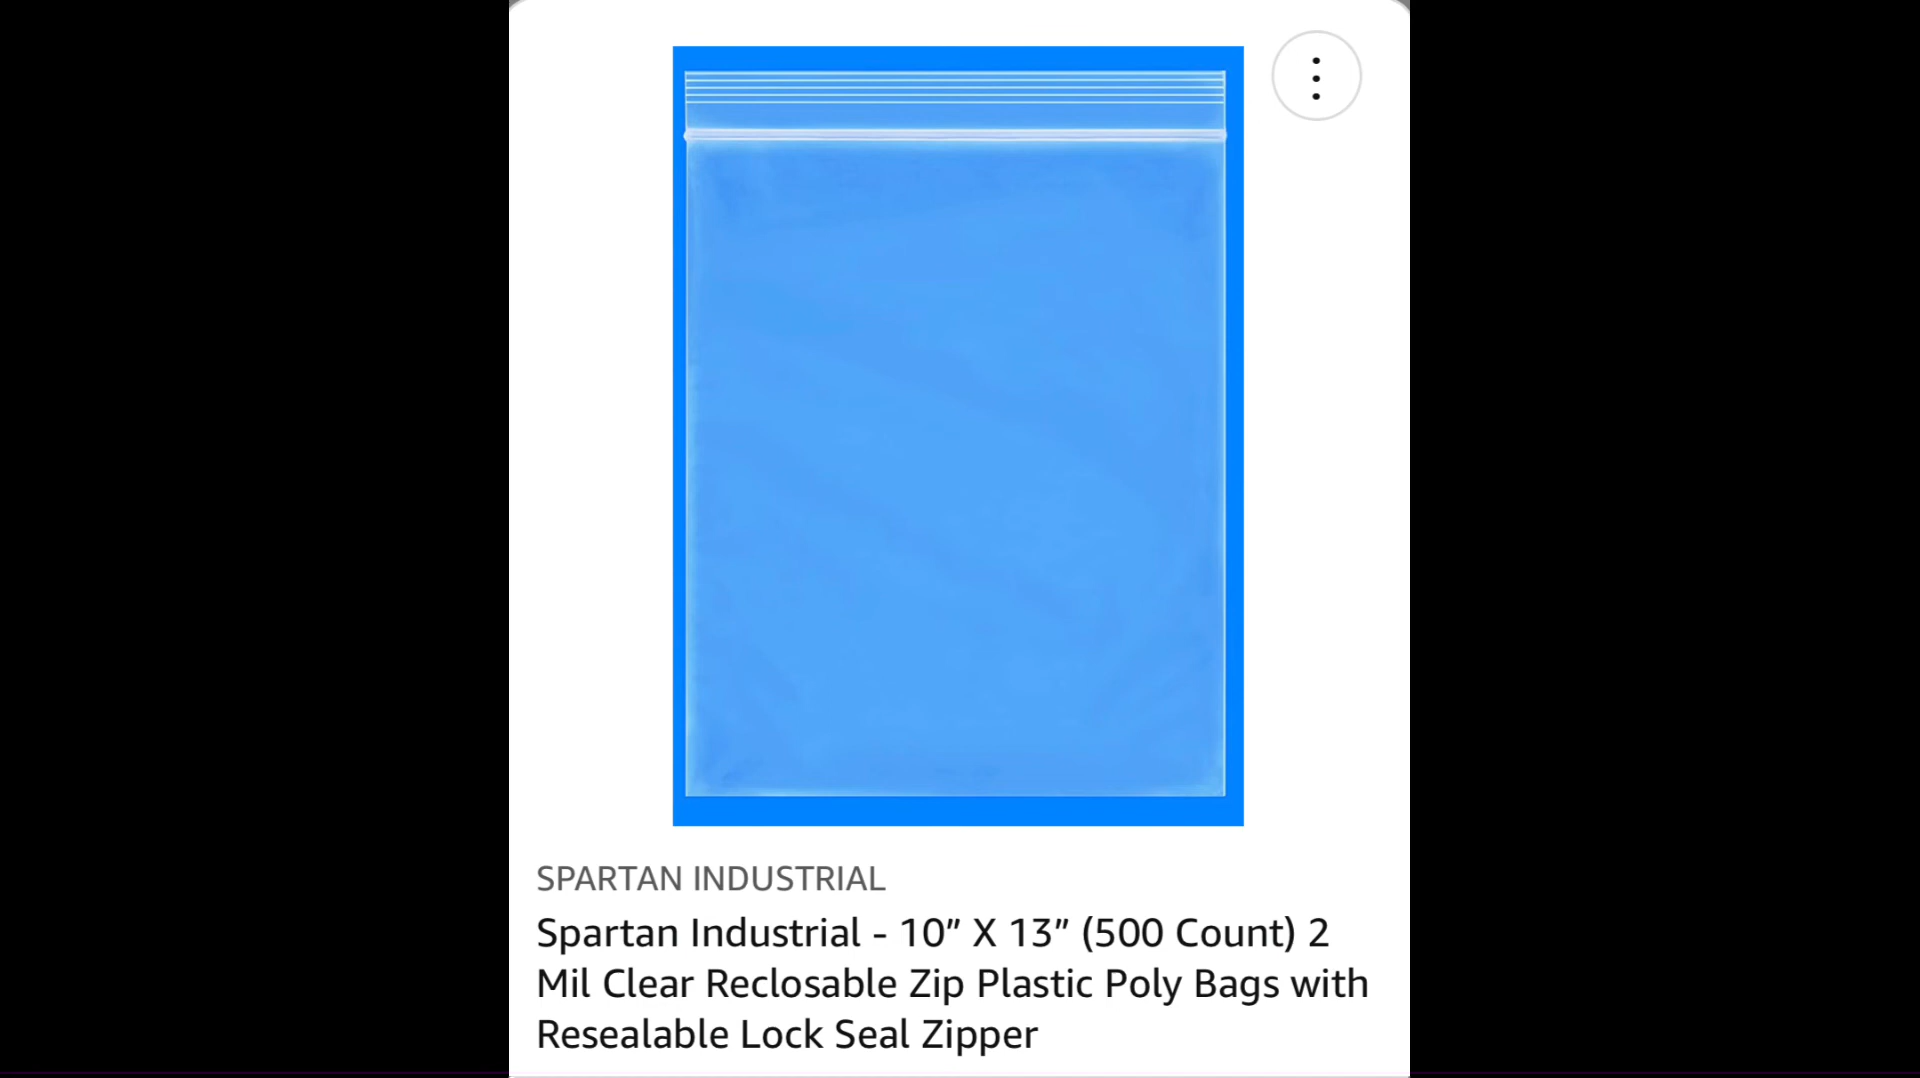 SPARTAN INDUSTRIAL
Spartan Industrial - 10” X 13” (500 Count) 2
Mil Clear Reclosable Zip Plastic Poly Bags with
Resealable Lock Seal Zipper